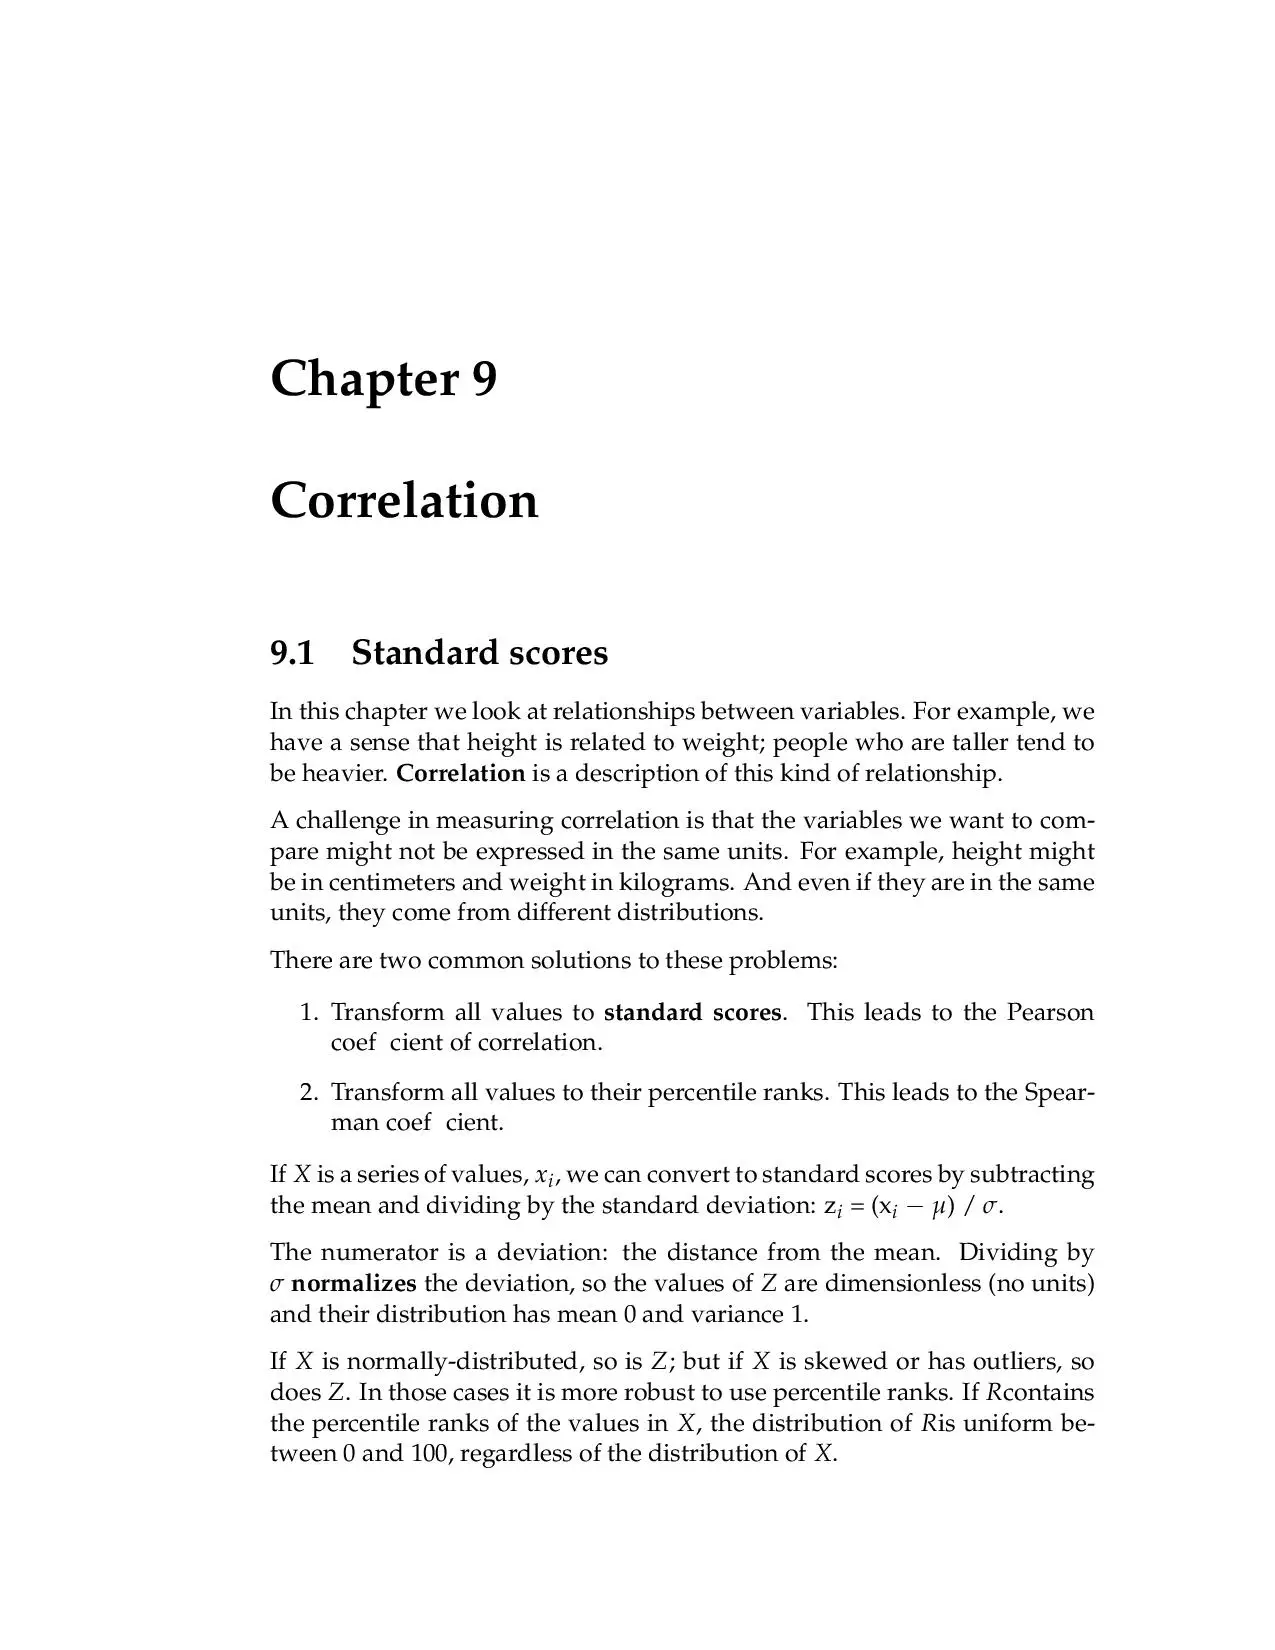 Chapter 9
Correlation
9.1 Standard scores
In this chapter we look at relationships between variables. For example, we
have a sense that height is related to weight; people who are taller tend to
be heavier. Correlation is a description of this kind of relationship.
A challenge in measuring correlation is that the variables we want to com-
pare might not be expressed in the same units. For example, height might
be in centimeters and weight in kilograms. And even if they are in the same
units, they come from different distributions.
There are two common solutions to these problems:
1. Transform all values to standard scores. This leads to the Pearson
coef cient of correlation.
2. Transform all values to their percentile ranks. This leads to the Spear-
man coef cient.
If X is a series of values, xᵢ, we can convert to standard scores by subtracting
the mean and dividing by the standard deviation: zᵢ = (xᵢ − µ) / σ.
The numerator is a deviation: the distance from the mean. Dividing by
σ normalizes the deviation, so the values of Z are dimensionless (no units)
and their distribution has mean 0 and variance 1.
If X is normally-distributed, so is Z; but if X is skewed or has outliers, so
does Z. In those cases it is more robust to use percentile ranks. If Rcontains
the percentile ranks of the values in X, the distribution of Ris uniform be-
tween 0 and 100, regardless of the distribution of X.